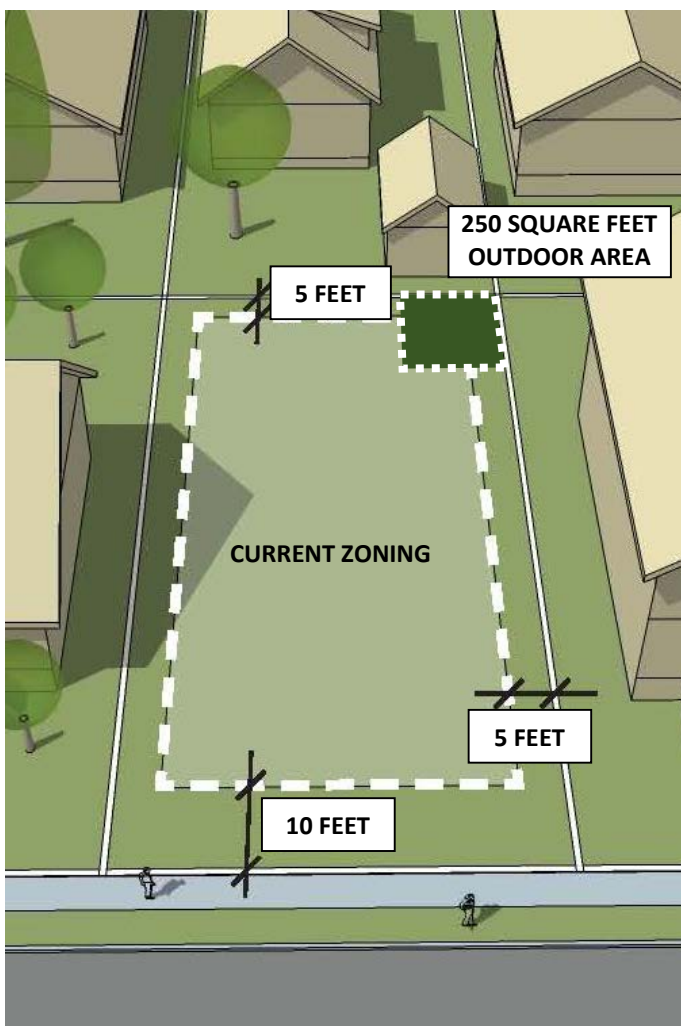 250 SQUARE FEET
OUTDOOR AREA
5 FEET
CURRENT ZONING
5 FEET
10 FEET